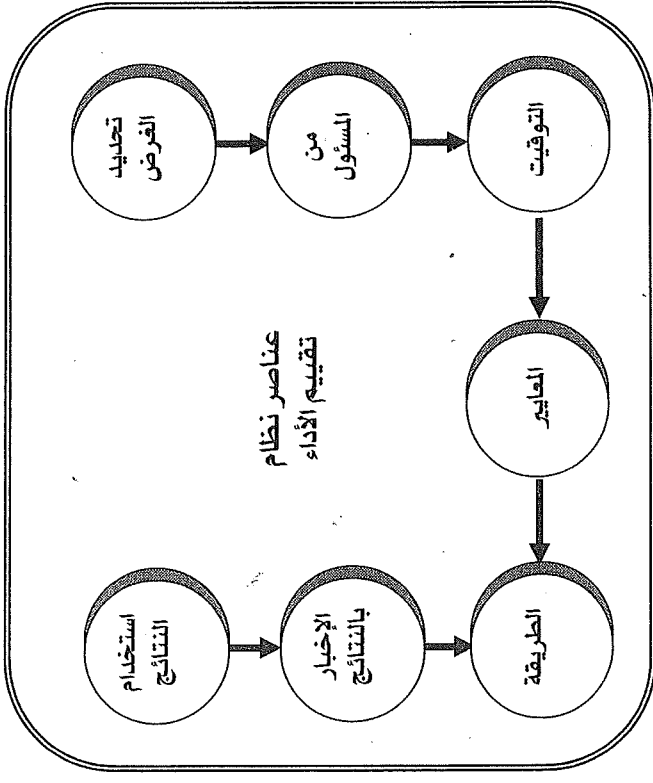 عناصر نظام
تقييم الأداء
تحديد
الغرض
من
المسئول
التوقيت
المعايير
الطريقة
الإخبار
بالنتائج
استخدام
النتائج